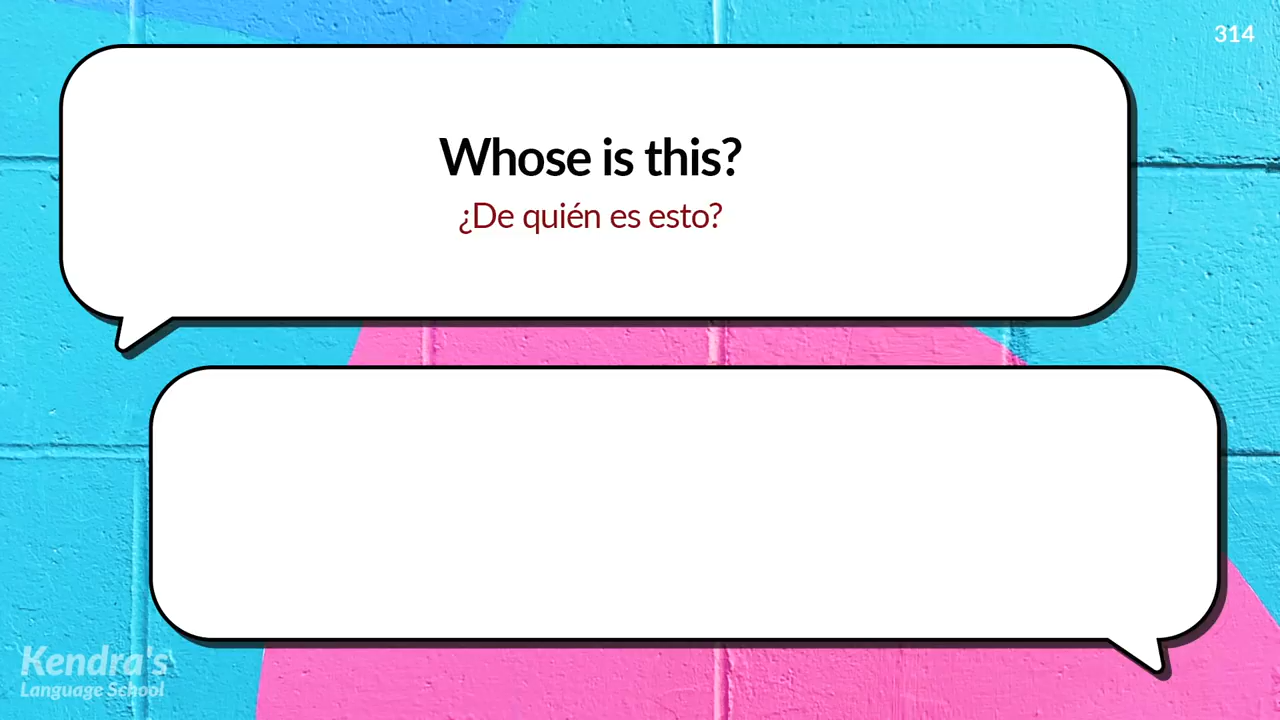 314
Whose is this?
¿De quién es esto?
Kendra's
Language School